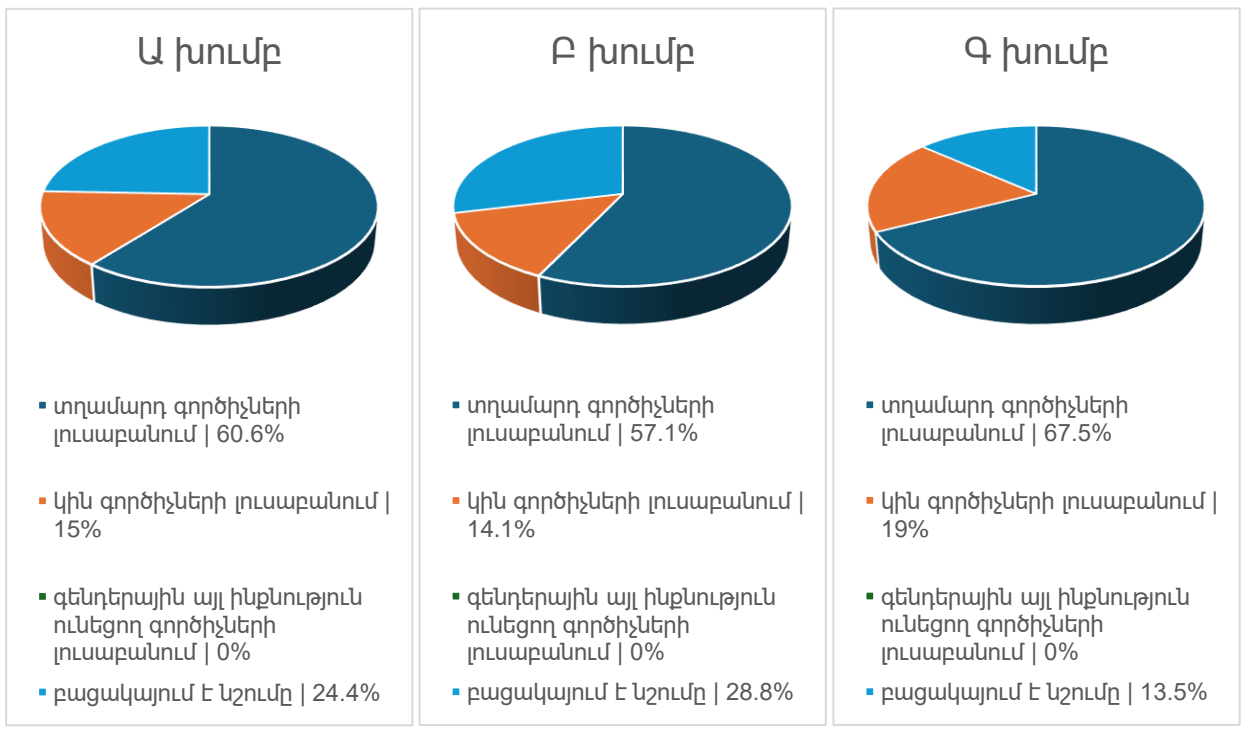 Ա խումբ
տղամարդ գործիչների
լուսաբանում | 60.6%
կին գործիչների լուսաբանում |
15%
գենդերային այլ ինքնություն
ունեցող գործիչների
լուսաբանում | 0%
բացակայում է նշումը | 24.4%
Բ խումբ
տղամարդ գործիչների
լուսաբանում | 57.1%
կին գործիչների լուսաբանում |
14.1%
գենդերային այլ ինքնություն
ունեցող գործիչների
լուսաբանում | 0%
բացակայում է նշումը | 28.8%
Գ խումբ
տղամարդ գործիչների
լուսաբանում | 67.5%
կին գործիչների լուսաբանում |
19%
գենդերային այլ ինքնություն
ունեցող գործիչների
լուսաբանում | 0%
բացակայում է նշումը | 13.5%